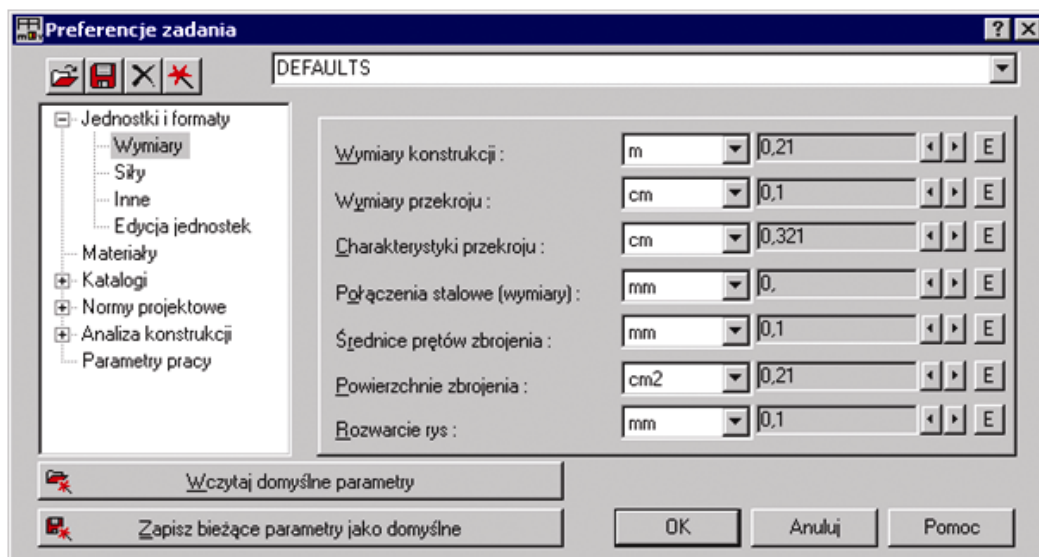 Preferencje zadania
DEFAULTS
Jednostki i formaty
Wymiary
Siły
Inne
Edycja jednostek
Materiały
Katalogi
Normy projektowe
Analiza konstrukcji
Parametry pracy
Wymiary konstrukcji : m 0,21 E
Wymiary przekroju : cm 0,1 E
Charakterystyki przekroju : cm 0,321 E
Połączenia stalowe (wymiary) : mm 0, E
Średnice prętów zbrojenia : mm 0,1 E
Powierzchnie zbrojenia : cm2 0,21 E
Rozwarcie rys : mm 0,1 E
Wczytaj domyślne parametry
Zapisz bieżące parametry jako domyślne
OK Anuluj Pomoc